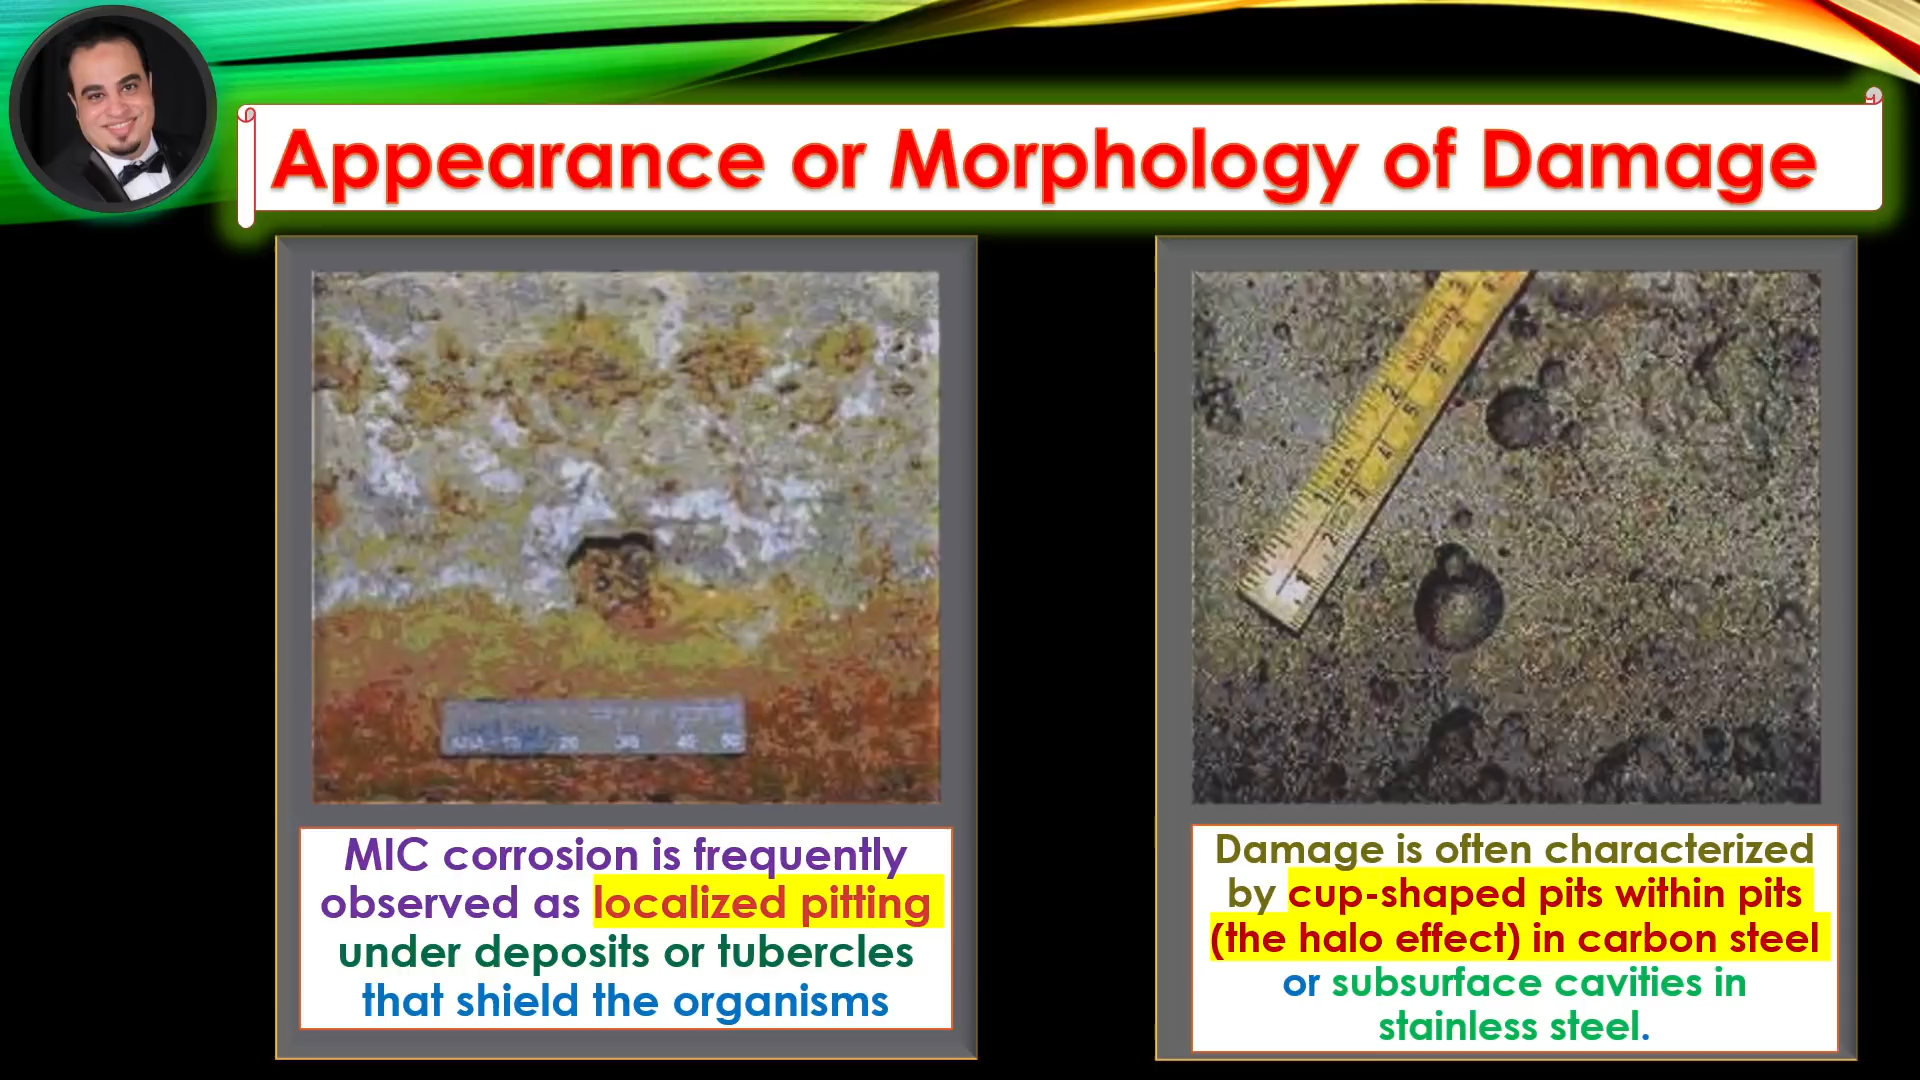 Appearance or Morphology of Damage
MIC corrosion is frequently
observed as localized pitting
under deposits or tubercles
that shield the organisms
Damage is often characterized
by cup-shaped pits within pits
(the halo effect) in carbon steel
or subsurface cavities in
stainless steel.